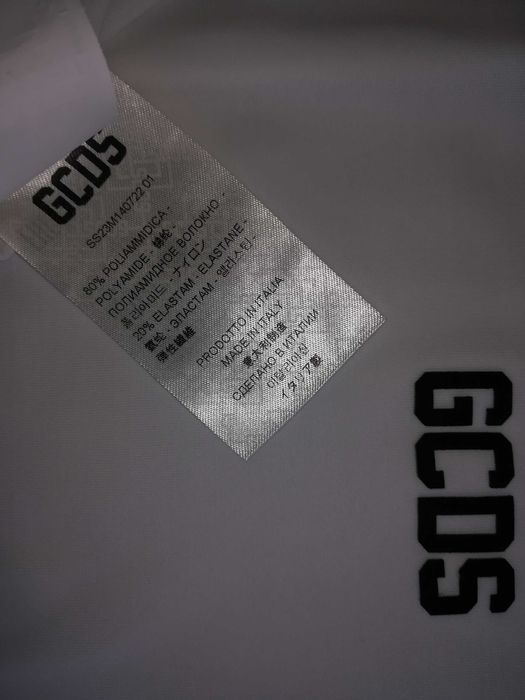 GCDS
SS23M140722 01
80% POLIAMMIDICA -
POLYAMIDE - 锦纶 -
ПОЛИАМИДНОЕ ВОЛОКНО -
폴리아미드 - ナイロン
20% ELASTAM - ELASTANE -
氨纶 - ЭЛАСТАМ - 엘라스틴 -
弹性纖維
PRODOTTO IN ITALIA
MADE IN ITALY
意大利制造
СДЕЛАНО В ИТАЛИИ
이탈리아산
イタリア製
GCDS